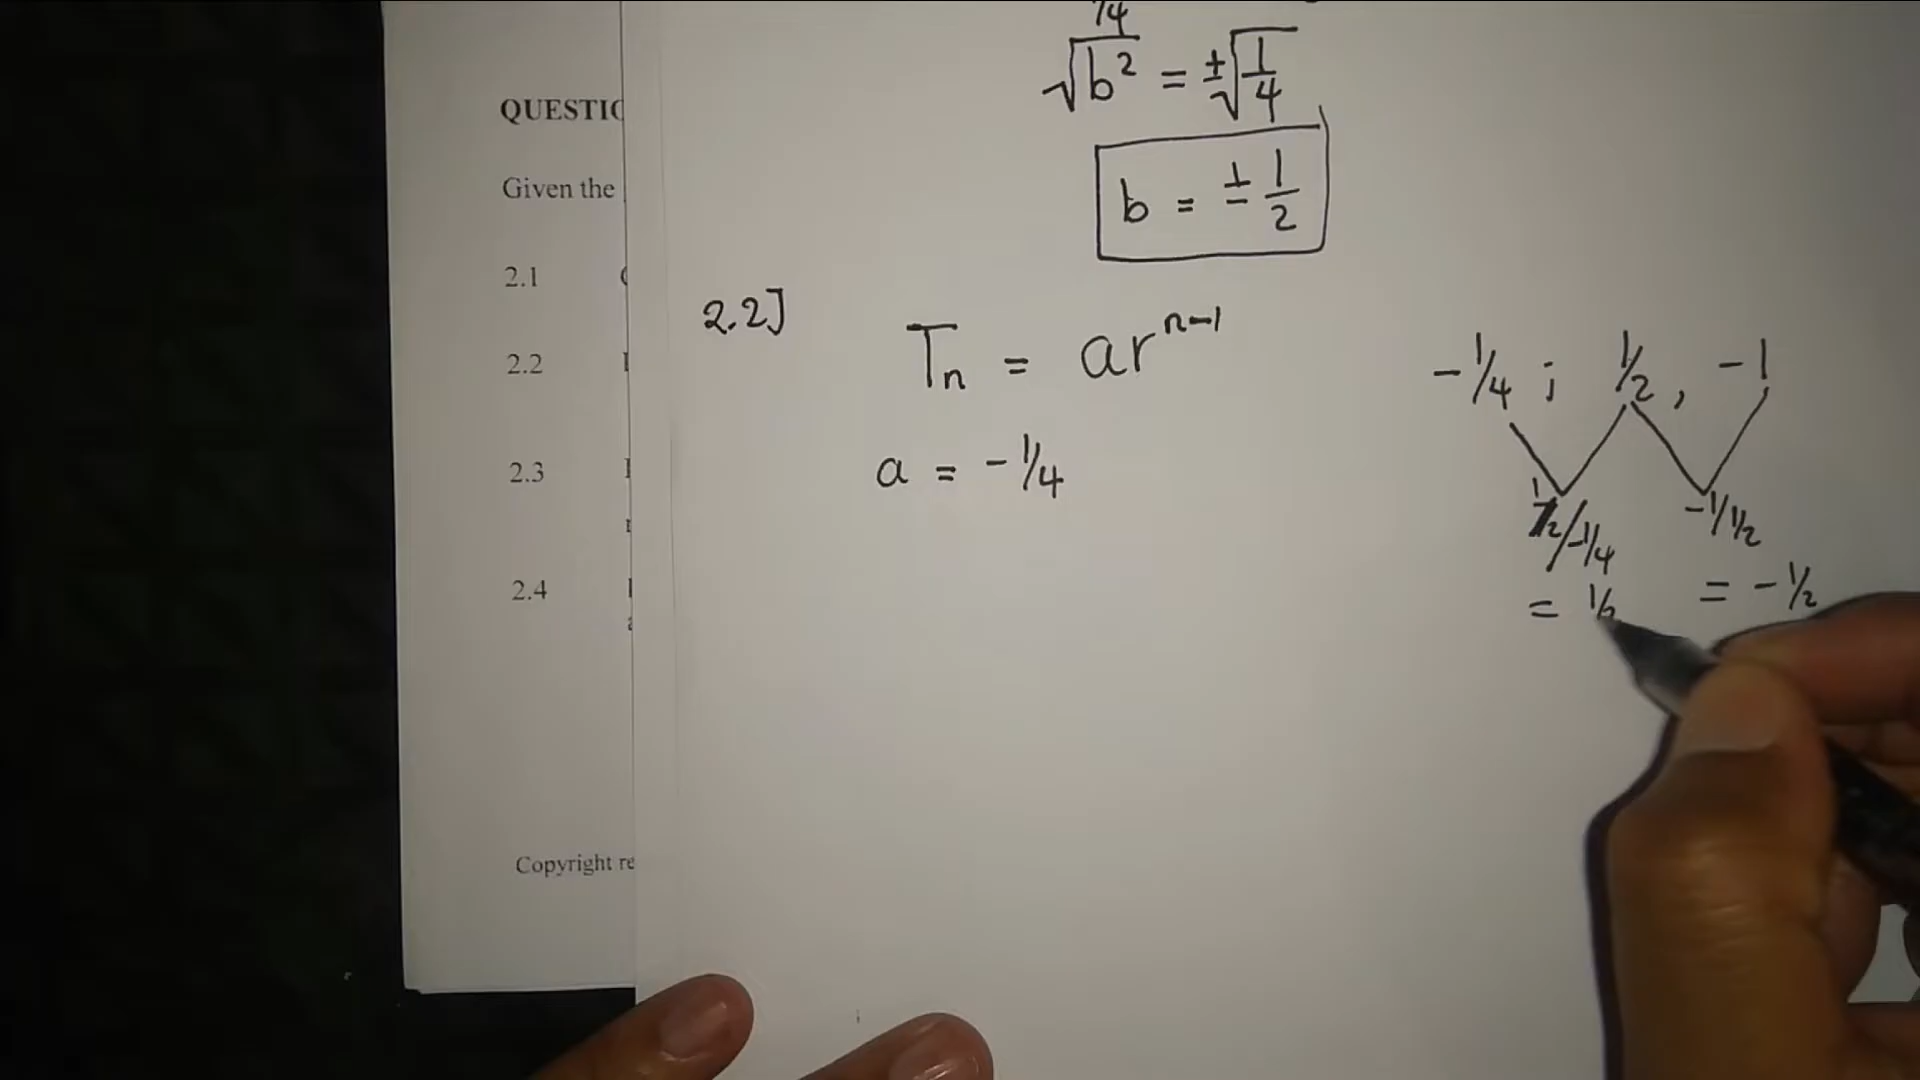 QUESTIO
Given the
2.1
2.2
2.3
2.4
Copyright re
√b² = ±√1/4
b = ± 1/2
2.2]
Tn = ar^n-1
a = -1/4
-1/4 ; 1/2 , -1
1/2/-1/4
-1/1/2
= -1/2